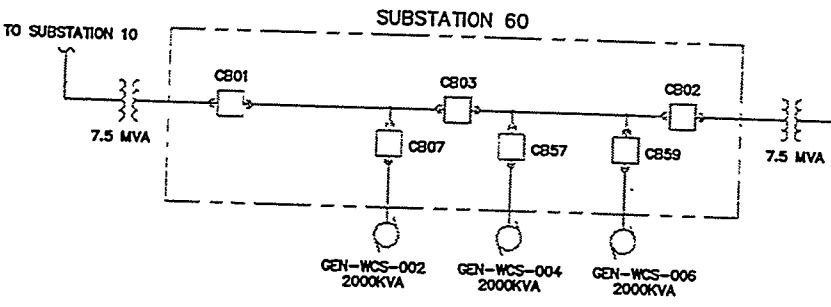 SUBSTATION 60
TO SUBSTATION 10
CB01
CB03
CB02
7.5 MVA
CB07
CB57
CB59
7.5 MVA
GEN-WCS-002
2000KVA
GEN-WCS-004
2000KVA
GEN-WCS-006
2000KVA